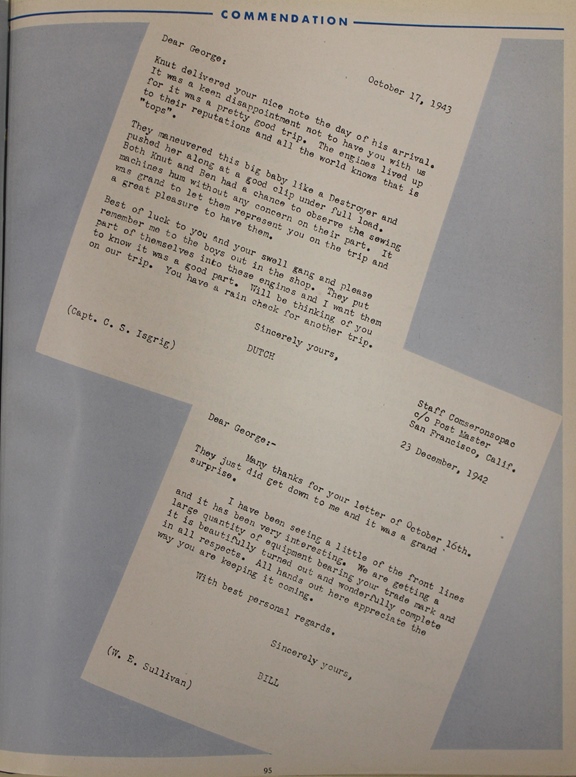 COMMENDATION
October 17, 1943
Dear George:
Knut delivered your nice note the day of his arrival.
It was a keen disappointment not to have you with us
for it was a pretty good trip. The engines lived up
to their reputations and all the world knows that is
"tops".
They maneuvered this big baby like a Destroyer and
pushed her along at a good clip under full load.
Both Knut and Ben had a chance to observe the sewing
machines hum without any concern on their part. It
was grand to let them represent you on the trip and
a great pleasure to have them.
Best of luck to you and your swell gang and please
remember me to the boys out in the shop. They put
part of themselves into these engines and I want them
to know it was a good part. Will be thinking of you
on our trip. You have a rain check for another trip.
Sincerely yours,
DUTCH
(Capt. C. S. Isgrig)
Staff Comseronsopac
c/o Post Master
San Francisco, Calif.
23 December, 1942
Dear George:-
Many thanks for your letter of October 16th.
They just did get down to me and it was a grand
surprise.
I have been seeing a little of the front lines
and it has been very interesting. We are getting a
large quantity of equipment bearing your trade mark and
it is beautifully turned out and wonderfully complete
in all respects. All hands out here appreciate the
way you are keeping it coming.
With best personal regards.
Sincerely yours,
BILL
(W. E. Sullivan)
95